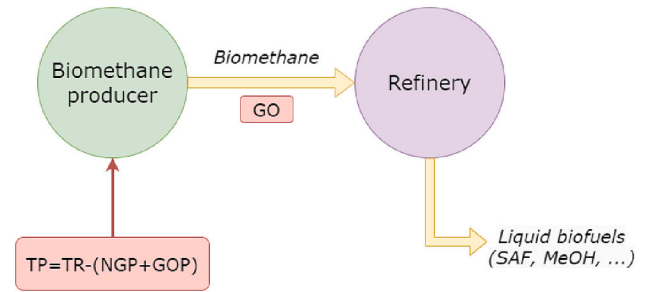 Biomethane
producer
Biomethane
GO
Refinery
TP=TR-(NGP+GOP)
Liquid biofuels
(SAF, MeOH, ...)